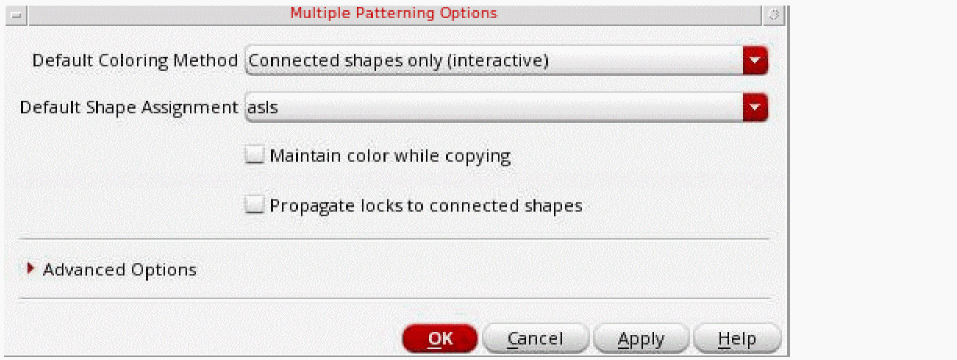 Multiple Patterning Options
Default Coloring Method Connected shapes only (interactive)
Default Shape Assignment asIs
Maintain color while copying
Propagate locks to connected shapes
Advanced Options
OK Cancel Apply Help